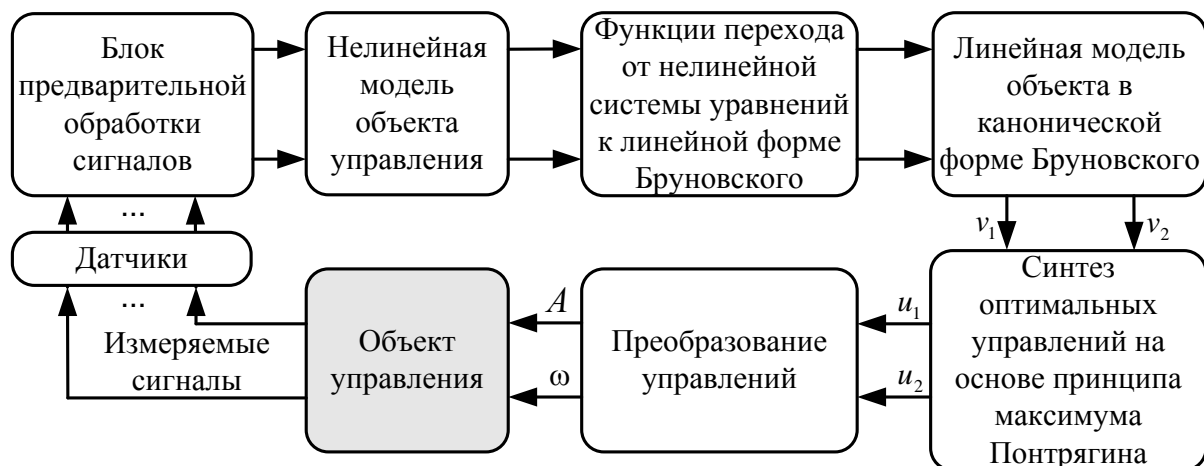 Блок
предварительной
обработки
сигналов
Нелинейная
модель
объекта
управления
Функции перехода
от нелинейной
системы уравнений
к линейной форме
Бруновского
Линейная модель
объекта в
канонической
форме Бруновского
...
v₁
v₂
Датчики
...
Измеряемые
сигналы
Объект
управления
A
ω
Преобразование
управлений
u₁
u₂
Синтез
оптимальных
управлений на
основе принципа
максимума
Понтрягина